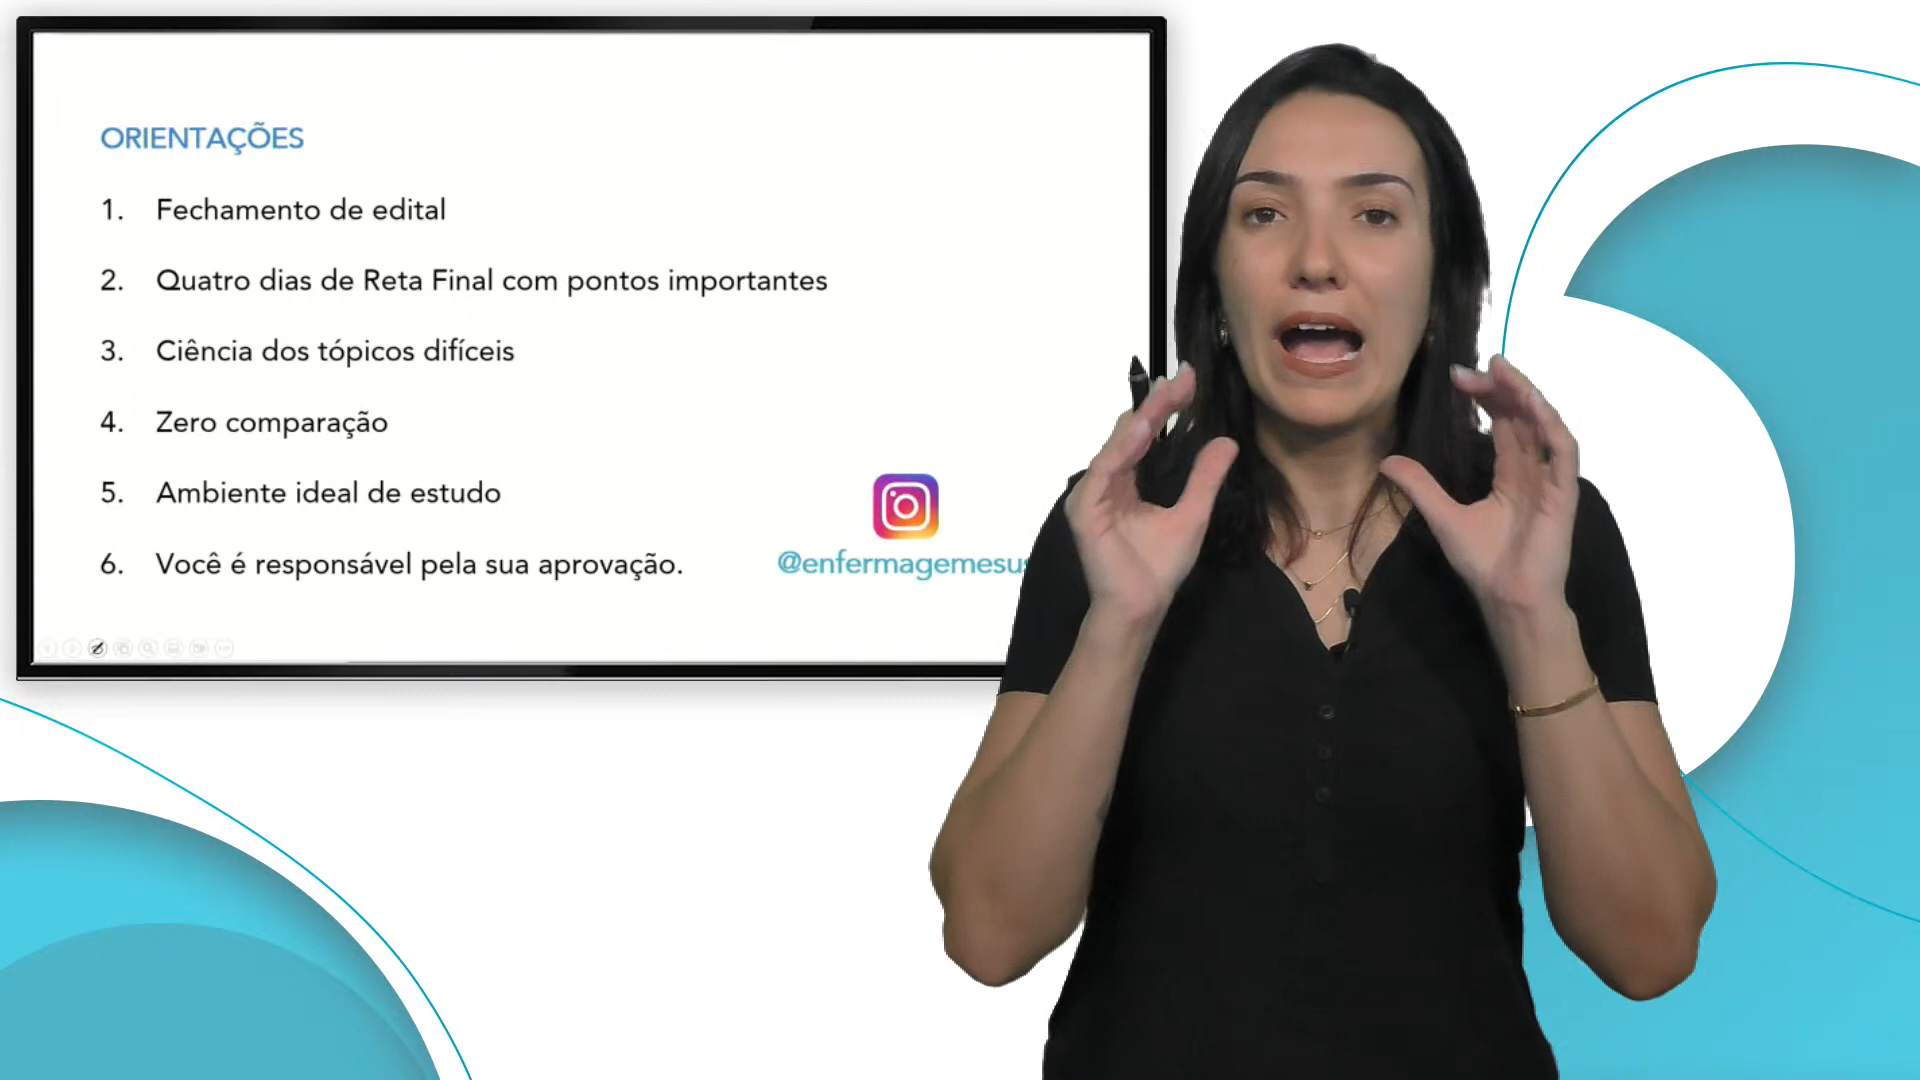 ORIENTAÇÕES
1. Fechamento de edital
2. Quatro dias de Reta Final com pontos importantes
3. Ciência dos tópicos difíceis
4. Zero comparação
5. Ambiente ideal de estudo
6. Você é responsável pela sua aprovação.
@enfermagemesus